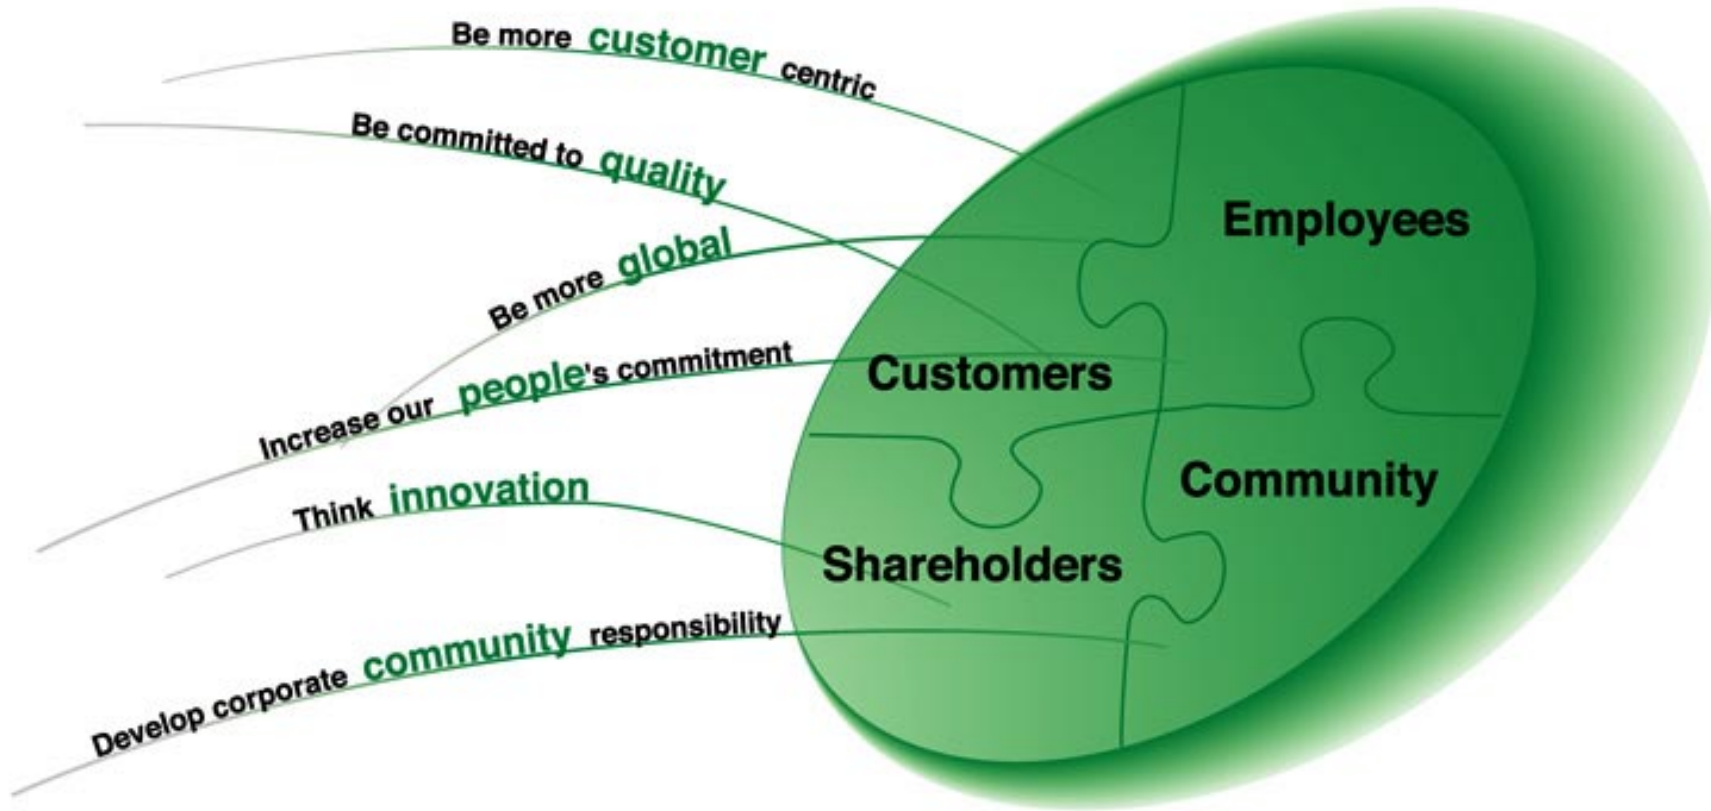 Be more customer centric
Be committed to quality
Be more global
Increase our people's commitment
Think innovation
Develop corporate community responsibility
Employees
Customers
Community
Shareholders